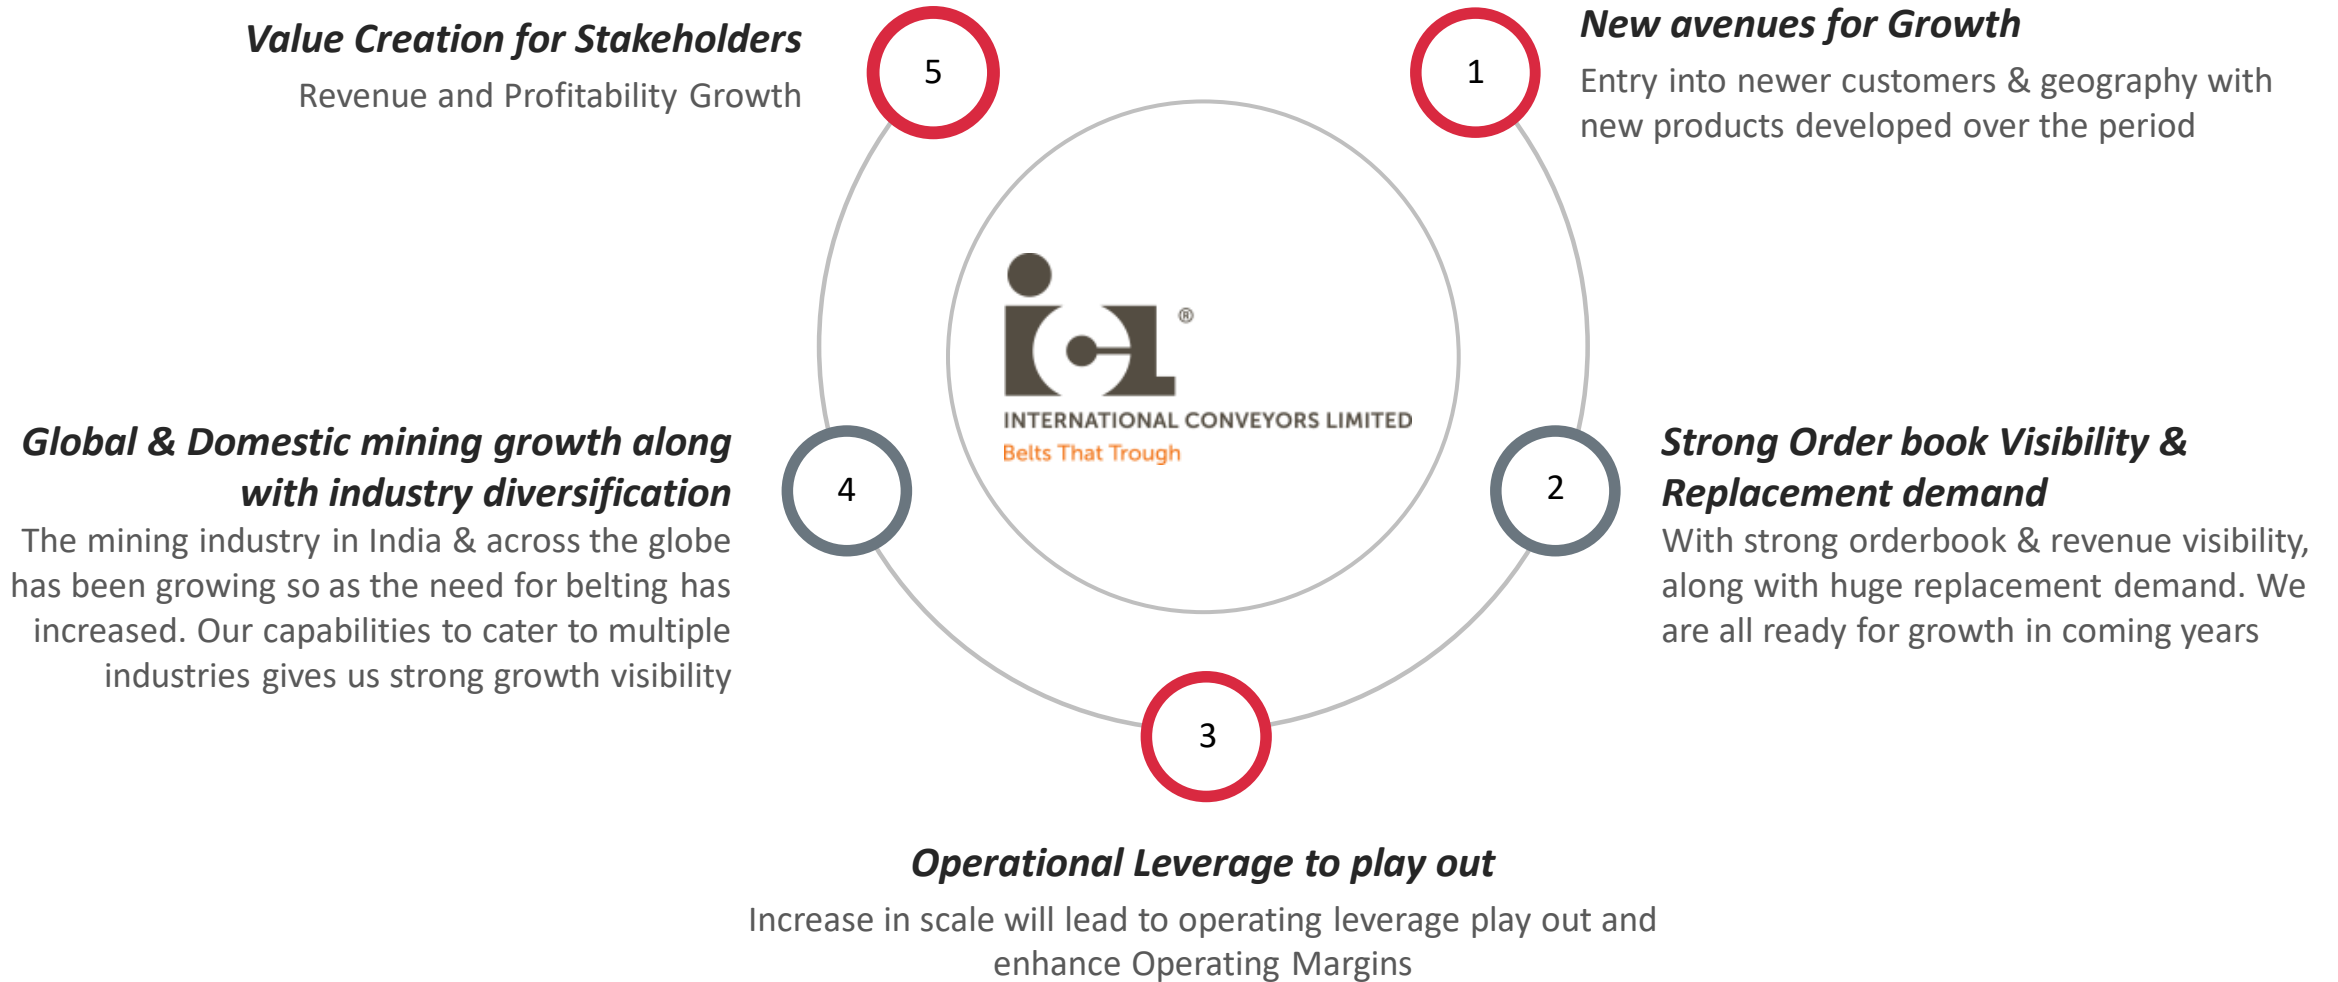 1
New avenues for Growth
Entry into newer customers & geography with
new products developed over the period
2
Strong Order book Visibility &
Replacement demand
With strong orderbook & revenue visibility,
along with huge replacement demand. We
are all ready for growth in coming years
3
Operational Leverage to play out
Increase in scale will lead to operating leverage play out and
enhance Operating Margins
4
Global & Domestic mining growth along
with industry diversification
The mining industry in India & across the globe
has been growing so as the need for belting has
increased. Our capabilities to cater to multiple
industries gives us strong growth visibility
5
Value Creation for Stakeholders
Revenue and Profitability Growth
icL ®
INTERNATIONAL CONVEYORS LIMITED
Belts That Trough